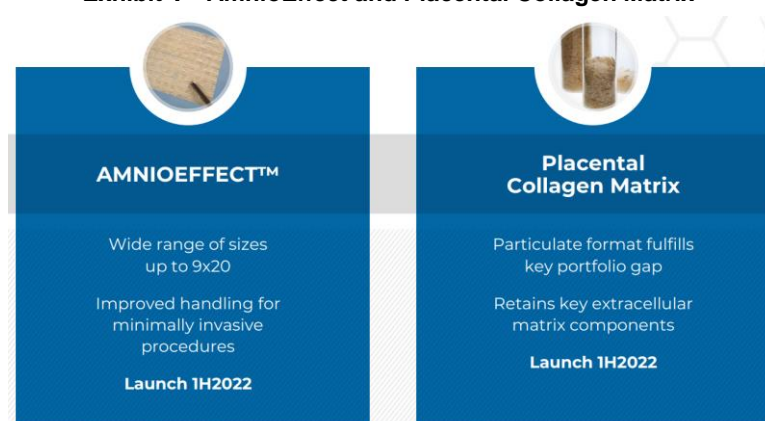 AMNIOEFFECT™
Wide range of sizes
up to 9x20
Improved handling for
minimally invasive
procedures
Launch 1H2022
Placental
Collagen Matrix
Particulate format fulfills
key portfolio gap
Retains key extracellular
matrix components
Launch 1H2022